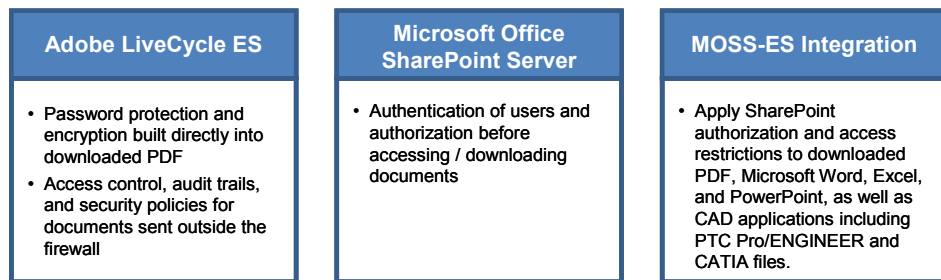 Adobe LiveCycle ES
• Password protection and
encryption built directly into
downloaded PDF
• Access control, audit trails,
and security policies for
documents sent outside the
firewall
Microsoft Office
SharePoint Server
• Authentication of users and
authorization before
accessing / downloading
documents
MOSS-ES Integration
• Apply SharePoint
authorization and access
restrictions to downloaded
PDF, Microsoft Word, Excel,
and PowerPoint, as well as
CAD applications including
PTC Pro/ENGINEER and
CATIA files.